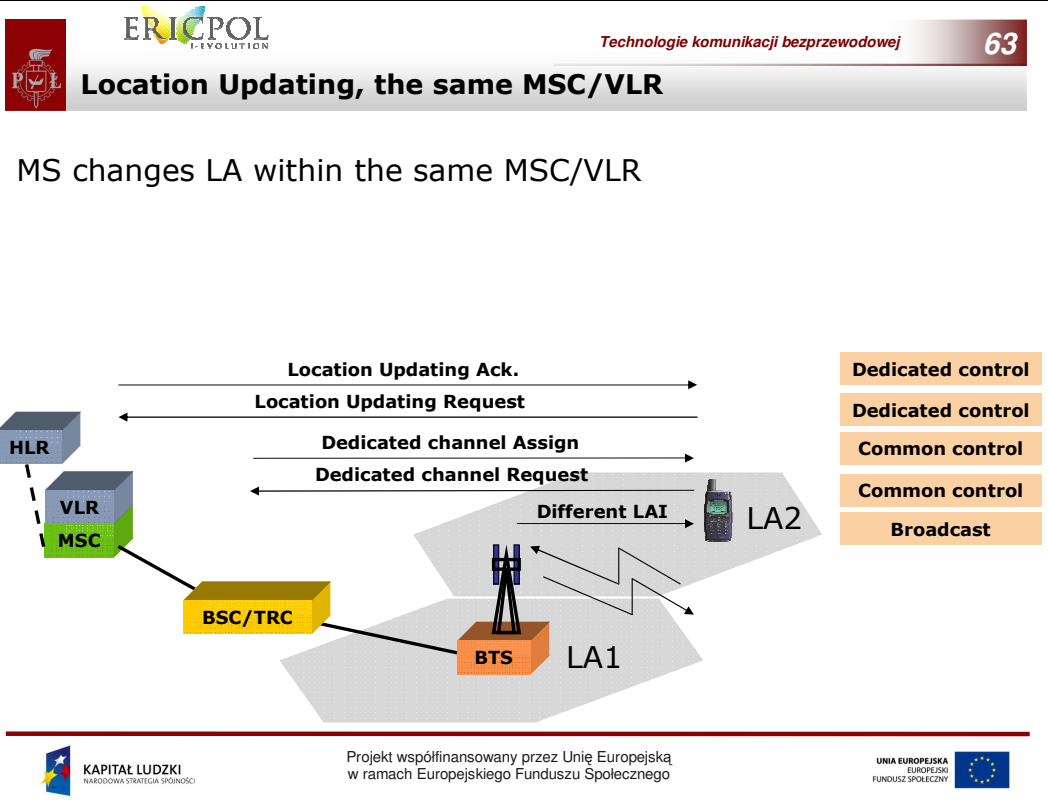 ERICPOL
I-EVOLUTION
Technologie komunikacji bezprzewodowej
63
P Ł
Location Updating, the same MSC/VLR
MS changes LA within the same MSC/VLR
Location Updating Ack.
Dedicated control
Location Updating Request
Dedicated control
HLR
Dedicated channel Assign
Common control
Dedicated channel Request
Common control
VLR
Different LAI
LA2
Broadcast
MSC
BSC/TRC
BTS
LA1
KAPITAŁ LUDZKI
NARODOWA STRATEGIA SPÓJNOŚCI
Projekt współfinansowany przez Unię Europejską
w ramach Europejskiego Funduszu Społecznego
UNIA EUROPEJSKA
EUROPEJSKI
FUNDUSZ SPOŁECZNY